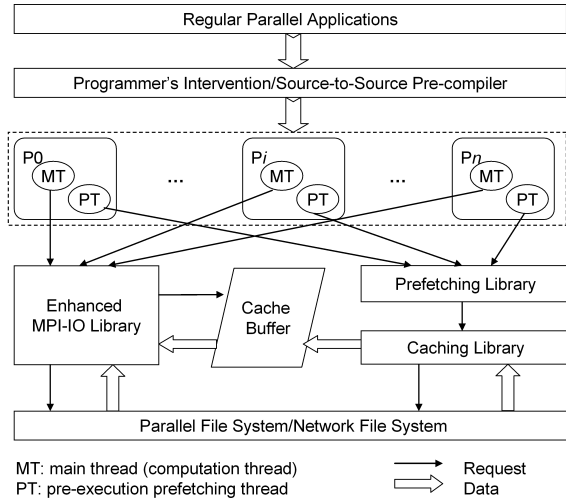 Regular Parallel Applications
Programmer's Intervention/Source-to-Source Pre-compiler
P0
MT
PT
...
Pi
MT
PT
...
Pn
MT
PT
Enhanced
MPI-IO Library
Cache
Buffer
Prefetching Library
Caching Library
Parallel File System/Network File System
MT: main thread (computation thread)
PT: pre-execution prefetching thread
Request
Data